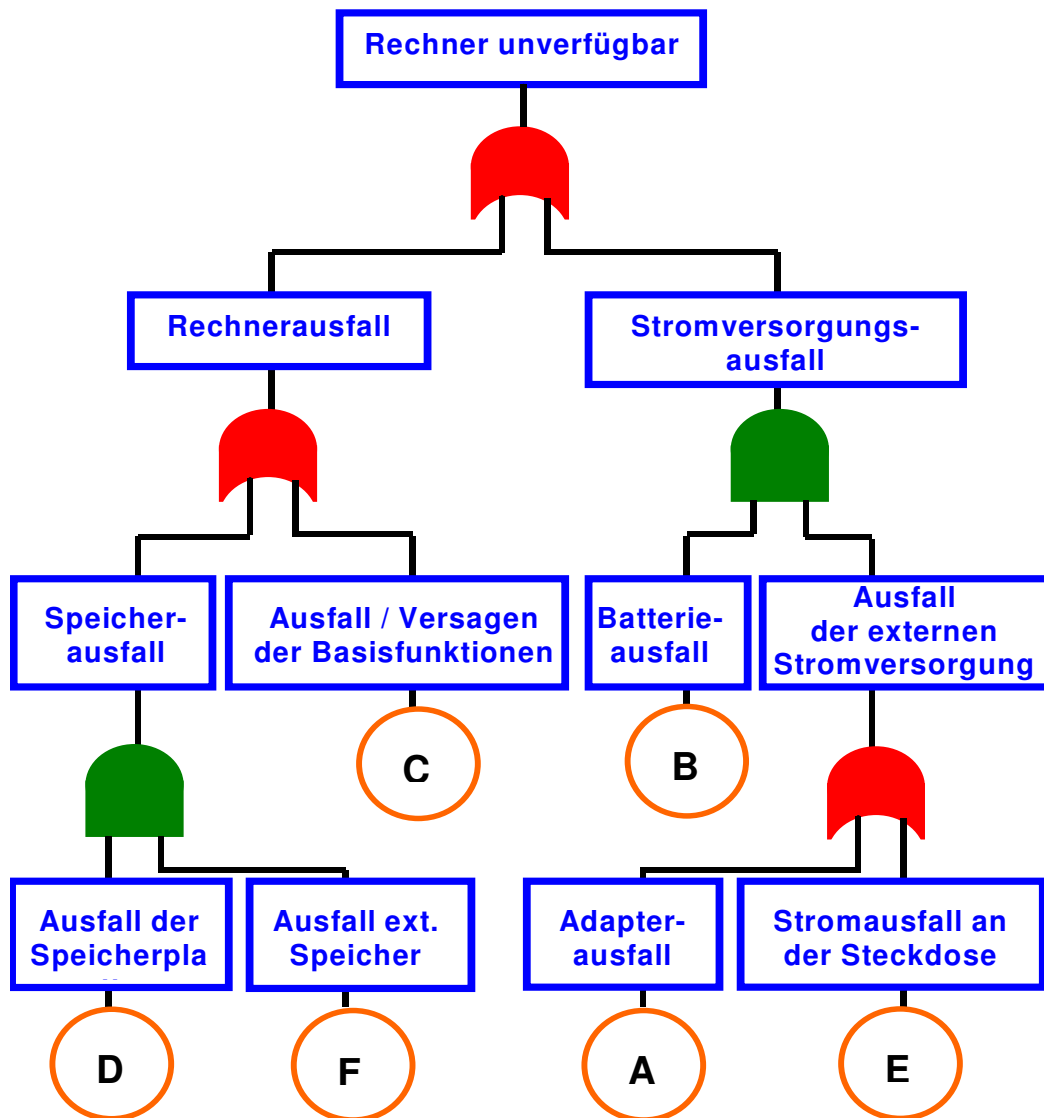 Rechner unverfügbar
Rechnerausfall
Stromversorgungs-
ausfall
Speicher-
ausfall
Ausfall / Versagen
der Basisfunktionen
Batterie-
ausfall
Ausfall
der externen
Stromversorgung
C
B
Ausfall der
Speicherpla
Ausfall ext.
Speicher
Adapter-
ausfall
Stromausfall an
der Steckdose
D
F
A
E